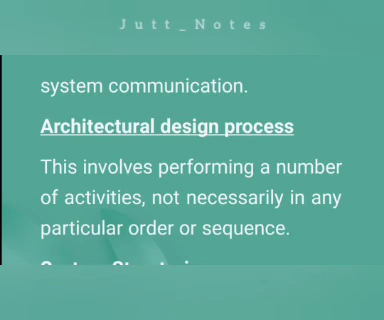 Jutt_Notes
system communication.
Architectural design process
This involves performing a number
of activities, not necessarily in any
particular order or sequence.